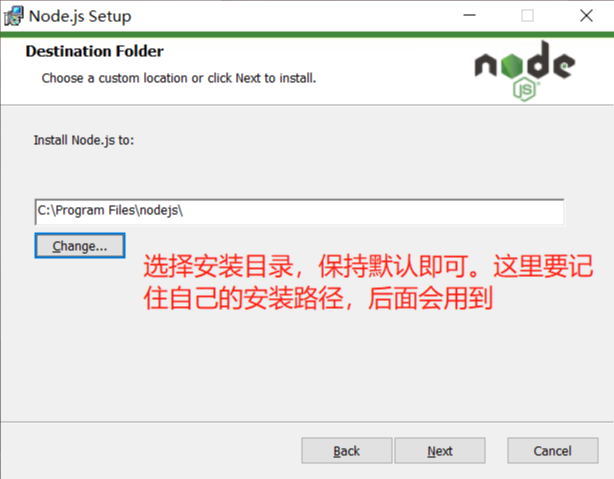 Node.js Setup
Destination Folder
Choose a custom location or click Next to install.
node
JS
Install Node.js to:
C:\Program Files\nodejs\
Change...
选择安装目录，保持默认即可。这里要记
住自己的安装路径，后面会用到
Back
Next
Cancel